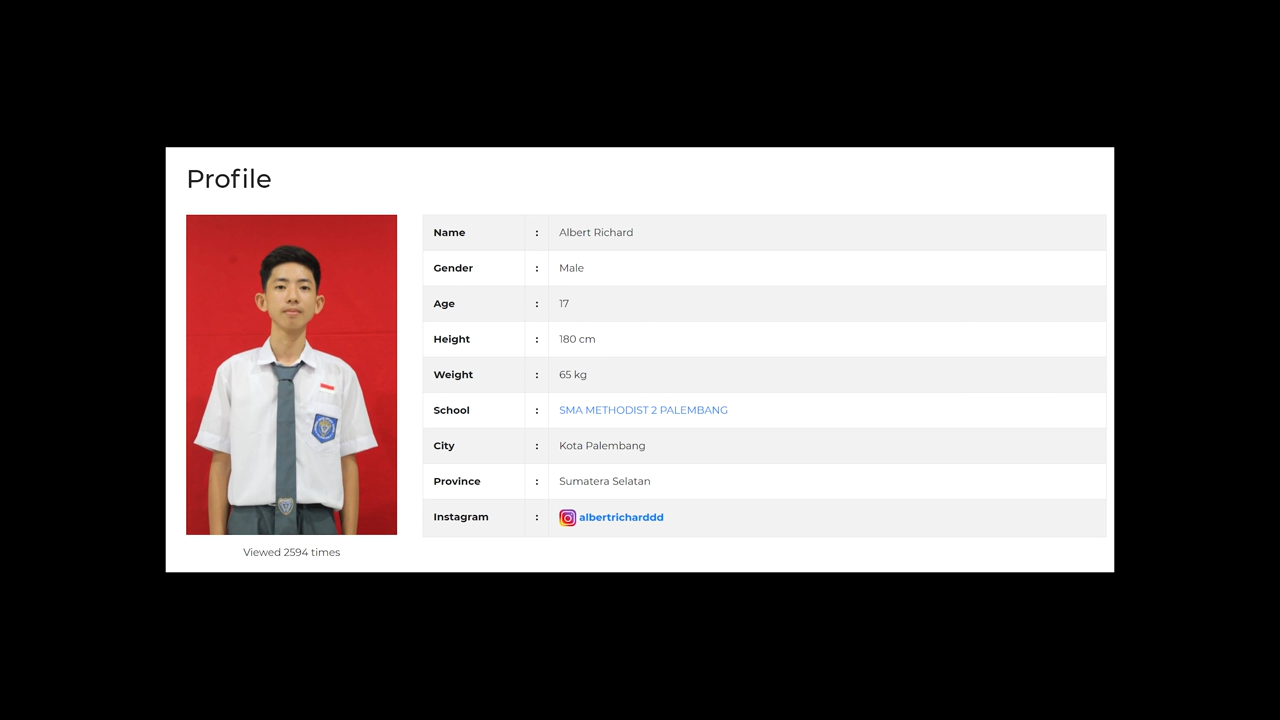 Profile
Name : Albert Richard
Gender : Male
Age : 17
Height : 180 cm
Weight : 65 kg
School : SMA METHODIST 2 PALEMBANG
City : Kota Palembang
Province : Sumatera Selatan
Instagram : albertricharddd
Viewed 2594 times